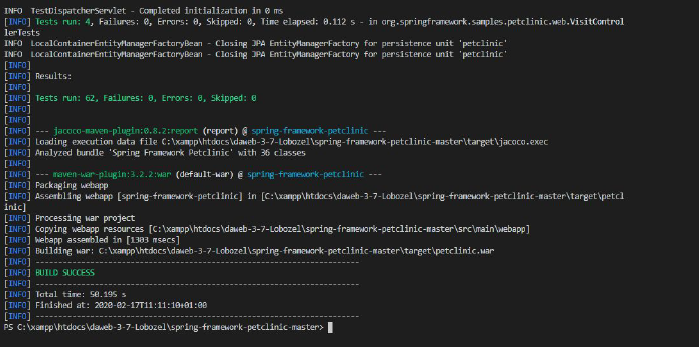 INFO  TestDispatcherServlet - Completed initialization in 0 ms
[INFO] Tests run: 4, Failures: 0, Errors: 0, Skipped: 0, Time elapsed: 0.112 s - in org.springframework.samples.petclinic.web.VisitControl
lerTests
INFO  LocalContainerEntityManagerFactoryBean - Closing JPA EntityManagerFactory for persistence unit 'petclinic'
INFO  LocalContainerEntityManagerFactoryBean - Closing JPA EntityManagerFactory for persistence unit 'petclinic'
[INFO]
[INFO] Results:
[INFO]
[INFO] Tests run: 62, Failures: 0, Errors: 0, Skipped: 0
[INFO]
[INFO]
[INFO] --- jacoco-maven-plugin:0.8.2:report (report) @ spring-framework-petclinic ---
[INFO] Loading execution data file C:\xampp\htdocs\daweb-3-7-Lobozel\spring-framework-petclinic-master\target\jacoco.exec
[INFO] Analyzed bundle 'Spring Framework Petclinic' with 36 classes
[INFO]
[INFO] --- maven-war-plugin:3.2.2:war (default-war) @ spring-framework-petclinic ---
[INFO] Packaging webapp
[INFO] Assembling webapp [spring-framework-petclinic] in [C:\xampp\htdocs\daweb-3-7-Lobozel\spring-framework-petclinic-master\target\petcl
inic]
[INFO] Processing war project
[INFO] Copying webapp resources [C:\xampp\htdocs\daweb-3-7-Lobozel\spring-framework-petclinic-master\src\main\webapp]
[INFO] Webapp assembled in [1303 msecs]
[INFO] Building war: C:\xampp\htdocs\daweb-3-7-Lobozel\spring-framework-petclinic-master\target\petclinic.war
[INFO] ------------------------------------------------------------------------
[INFO] BUILD SUCCESS
[INFO] ------------------------------------------------------------------------
[INFO] Total time: 50.195 s
[INFO] Finished at: 2020-02-17T11:11:10+01:00
[INFO] ------------------------------------------------------------------------
PS C:\xampp\htdocs\daweb-3-7-Lobozel\spring-framework-petclinic-master>